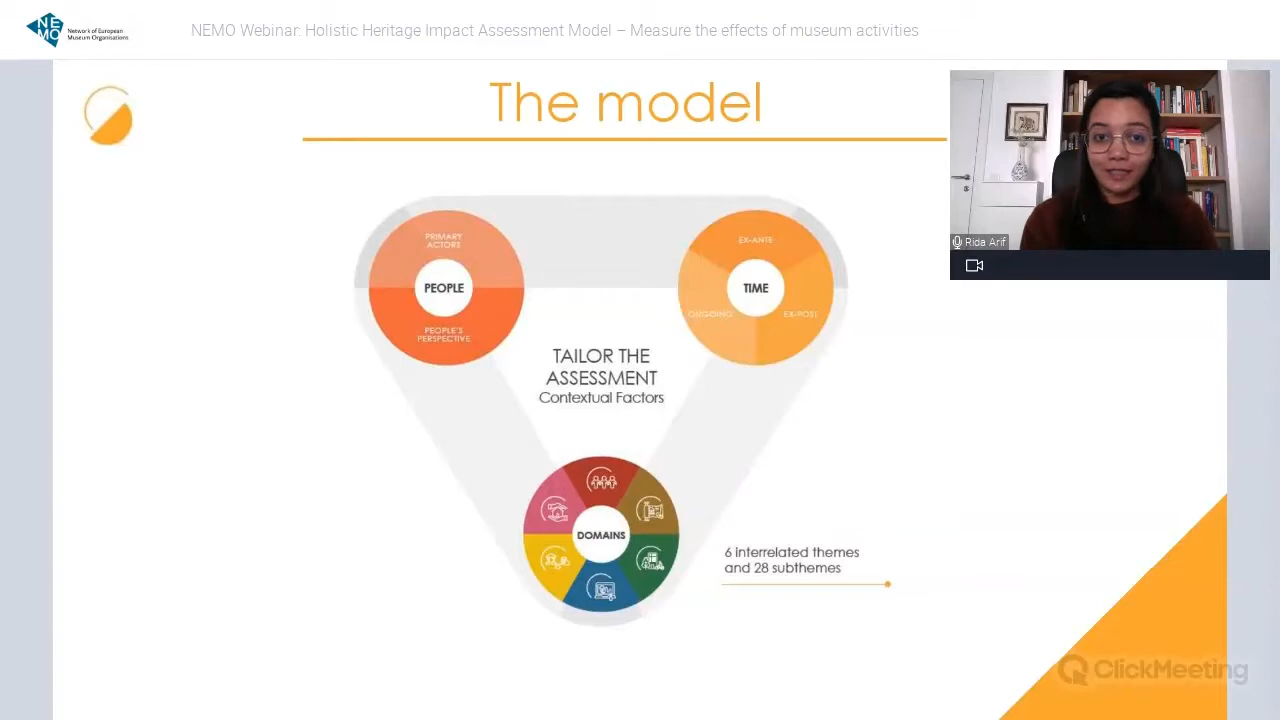 NE
MO
Network of European
Museum Organisations
NEMO Webinar: Holistic Heritage Impact Assessment Model – Measure the effects of museum activities
The model
Rida Arif
PRIMARY
ACTORS
PEOPLE
PEOPLE'S
PERSPECTIVE
EX-ANTE
TIME
ONGOING
EX-POST
TAILOR THE
ASSESSMENT
Contextual Factors
DOMAINS
6 interrelated themes
and 28 subthemes
ClickMeeting